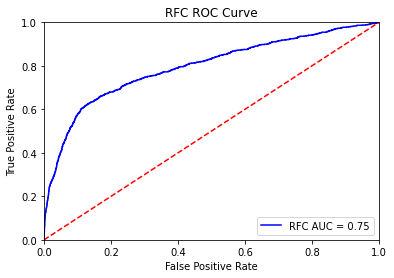 RFC ROC Curve
1.0
0.8
0.6
0.4
0.2
0.0
True Positive Rate
RFC AUC = 0.75
0.0 0.2 0.4 0.6 0.8 1.0
False Positive Rate